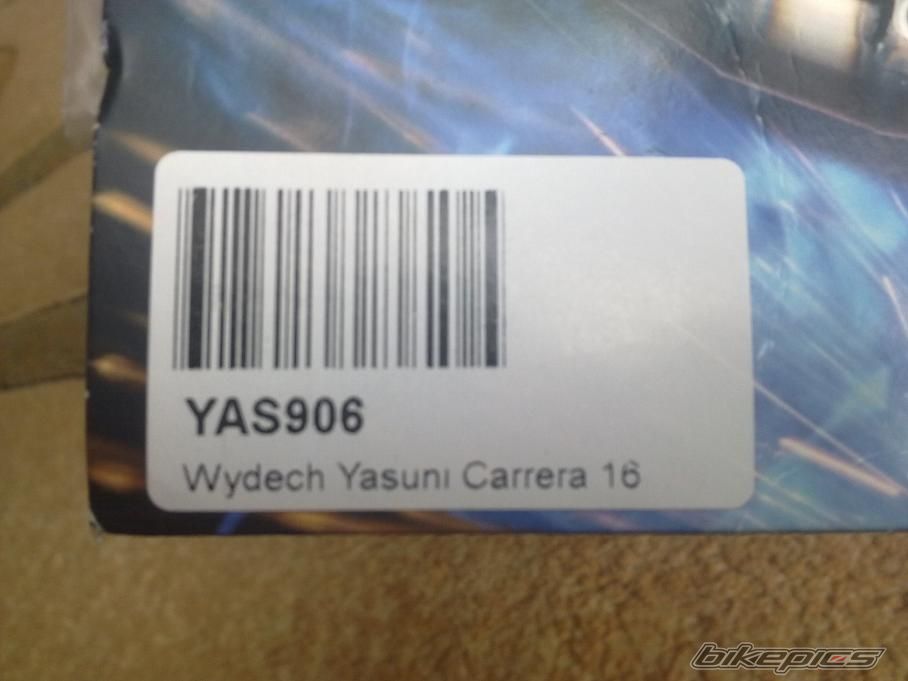 YAS906
Wydech Yasuni Carrera 16
bikepics